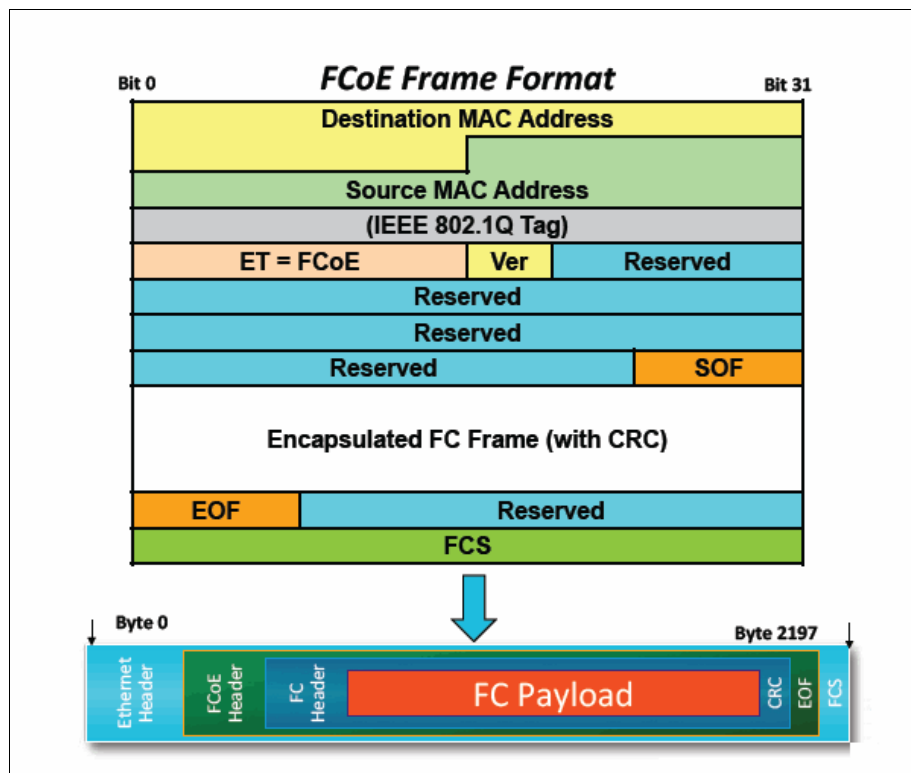 FCoE Frame Format
Bit 0
Bit 31
Destination MAC Address
Source MAC Address
(IEEE 802.1Q Tag)
ET = FCoE
Ver
Reserved
Reserved
Reserved
Reserved
SOF
Encapsulated FC Frame (with CRC)
EOF
Reserved
FCS
Byte 0
Byte 2197
Ethernet
Header
FCoE
Header
FC
Header
FC Payload
CRC
EOF
FCS